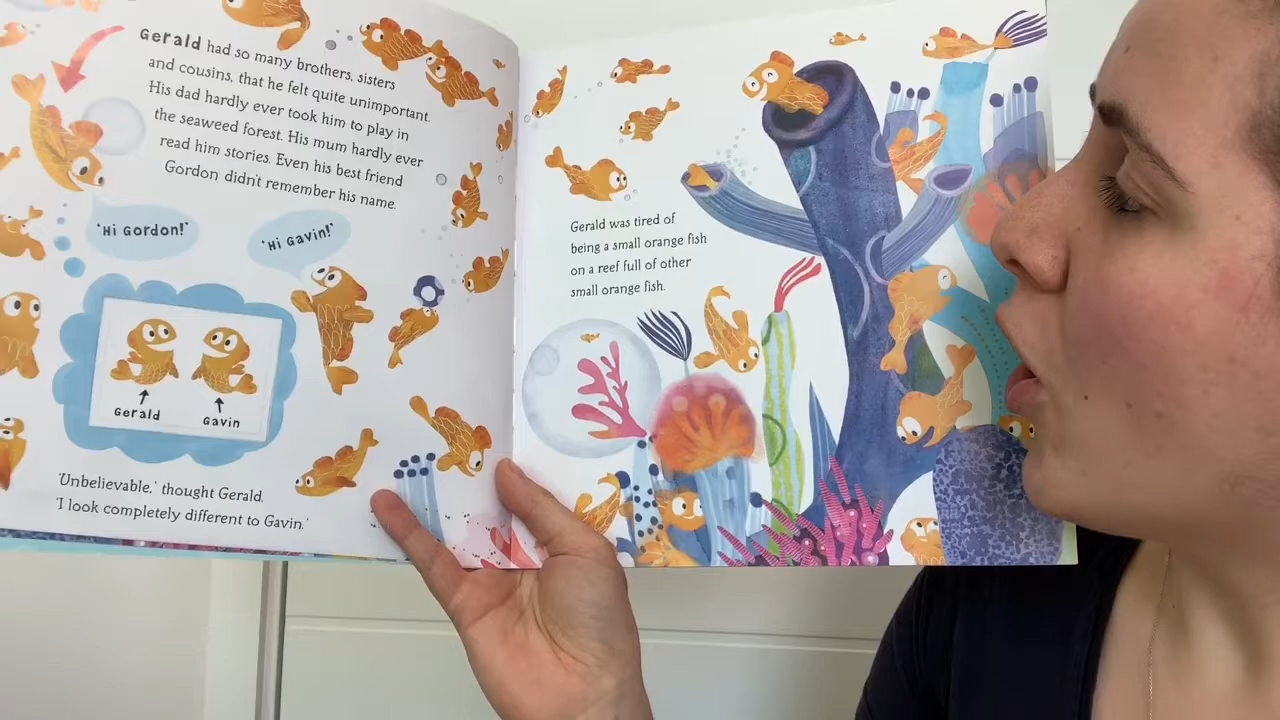 Gerald had so many brothers, sisters
and cousins, that he felt quite unimportant.
His dad hardly ever took him to play in
the seaweed forest. His mum hardly ever
read him stories. Even his best friend
Gordon didn't remember his name.
'Hi Gordon!'
'Hi Gavin!'
Gerald
Gavin
'Unbelievable,' thought Gerald.
'I look completely different to Gavin.'
Gerald was tired of
being a small orange fish
on a reef full of other
small orange fish.